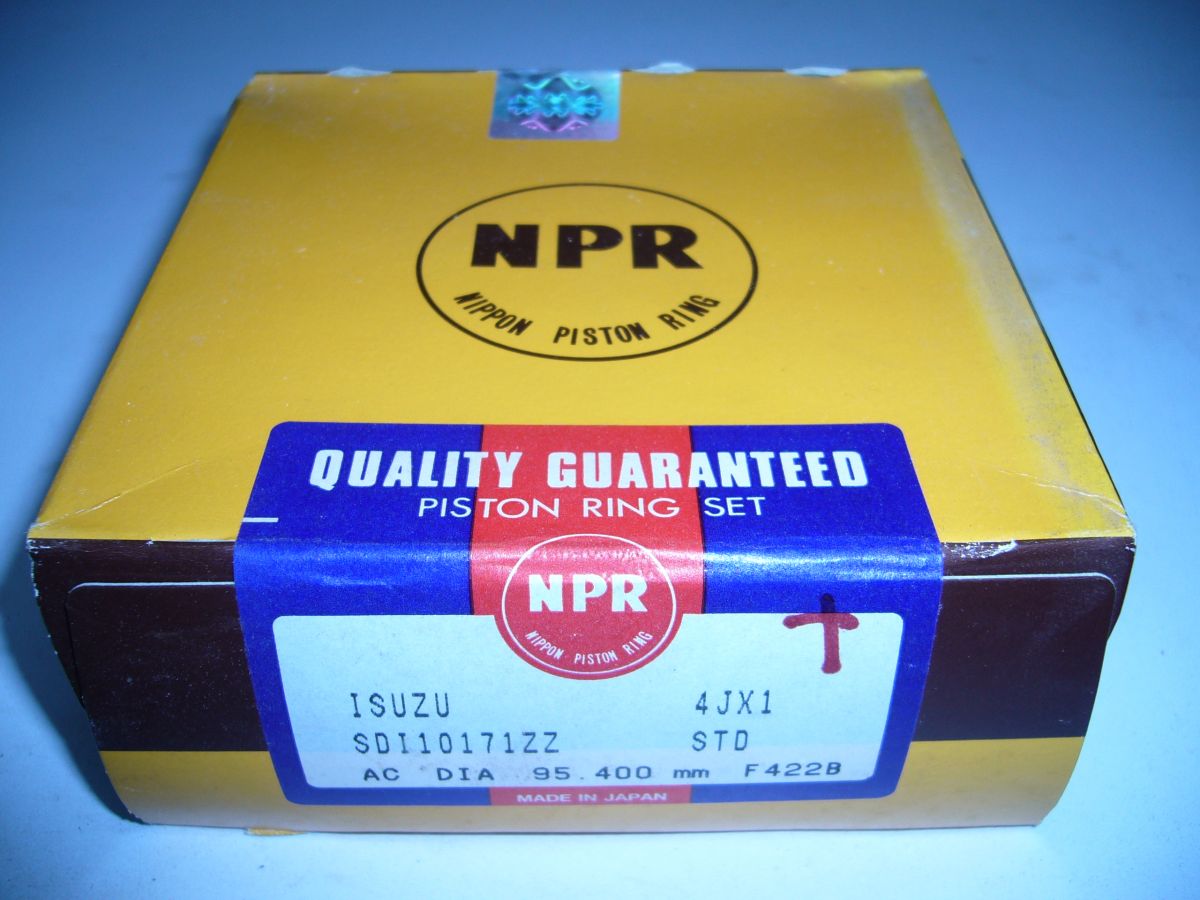 NPR
NIPPON PISTON RING
QUALITY GUARANTEED
PISTON RING SET
NPR
NIPPON PISTON RING
ISUZU 4JX1
SDI10171ZZ STD
AC DIA 95.400 mm F422B
MADE IN JAPAN